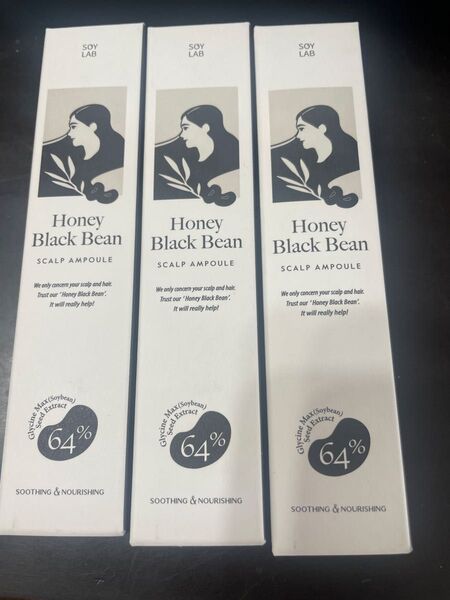 SOY
LAB
Honey
Black Bean
SCALP AMPOULE
We only concern your scalp and hair.
Trust our 'Honey Black Bean'.
It will really help!
Glycine Max (Soybean)
Seed Extract
64%
SOOTHING & NOURISHING
SOY
LAB
Honey
Black Bean
SCALP AMPOULE
We only concern your scalp and hair.
Trust our 'Honey Black Bean'.
It will really help!
Glycine Max (Soybean)
Seed Extract
64%
SOOTHING & NOURISHING
SOY
LAB
Honey
Black Bean
SCALP AMPOULE
We only concern your scalp and hair.
Trust our 'Honey Black Bean'.
It will really help!
Glycine Max (Soybean)
Seed Extract
64%
SOOTHING & NOURISHING